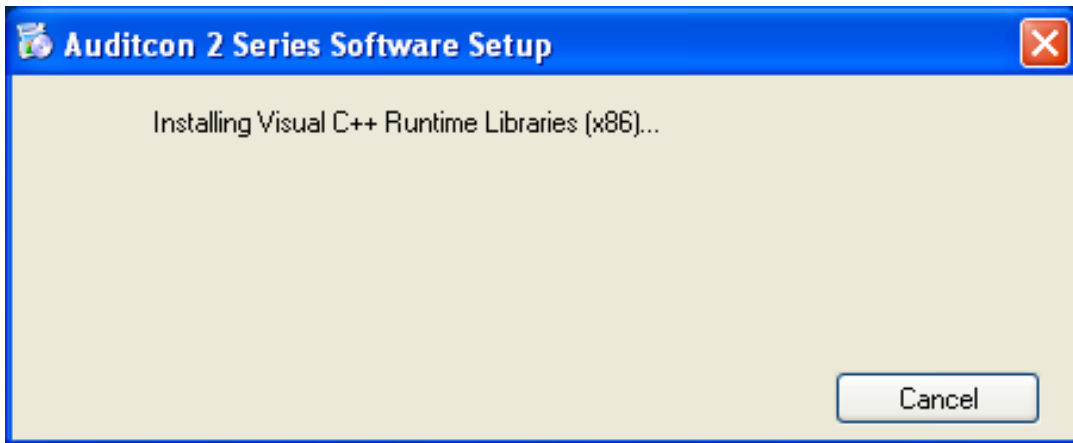 Auditcon 2 Series Software Setup
Installing Visual C++ Runtime Libraries (x86)...
Cancel